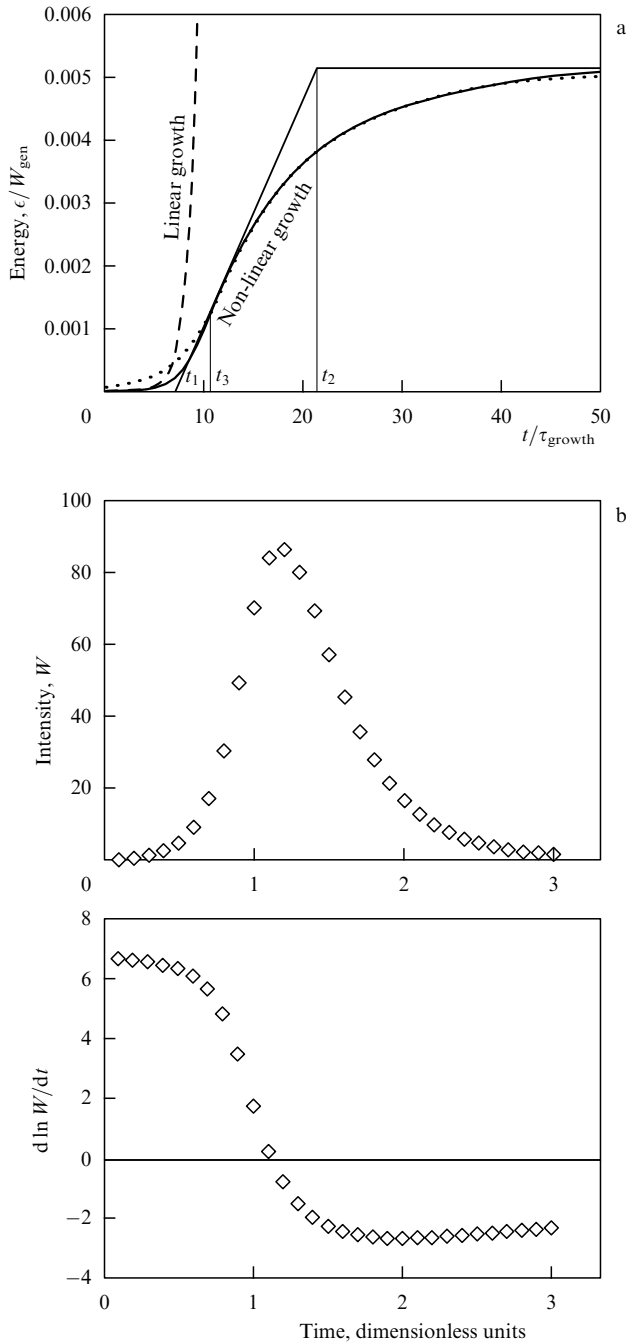 a
0.006
0.005
0.004
0.003
0.002
0.001
Energy, ϵ/W_gen
Linear growth
Non-linear growth
t_1
t_3
t_2
0
10
20
30
40
50
t/τ_growth
b
100
80
60
40
20
Intensity, W
0
1
2
3
8
6
4
2
0
−2
−4
d ln W/dt
0
1
2
3
Time, dimensionless units